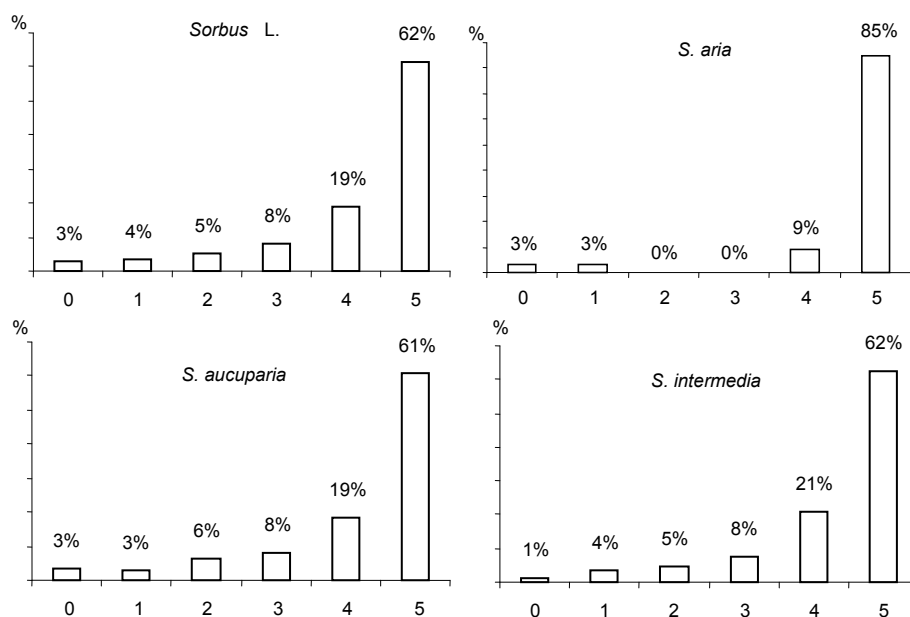 %
Sorbus L.
62%
19%
8%
5%
4%
3%
0 1 2 3 4 5
%
S. aria
85%
9%
3% 3% 0% 0%
0 1 2 3 4 5
%
S. aucuparia
61%
19%
8%
6%
3% 3%
0 1 2 3 4 5
%
S. intermedia
62%
21%
8%
5%
4%
1%
0 1 2 3 4 5